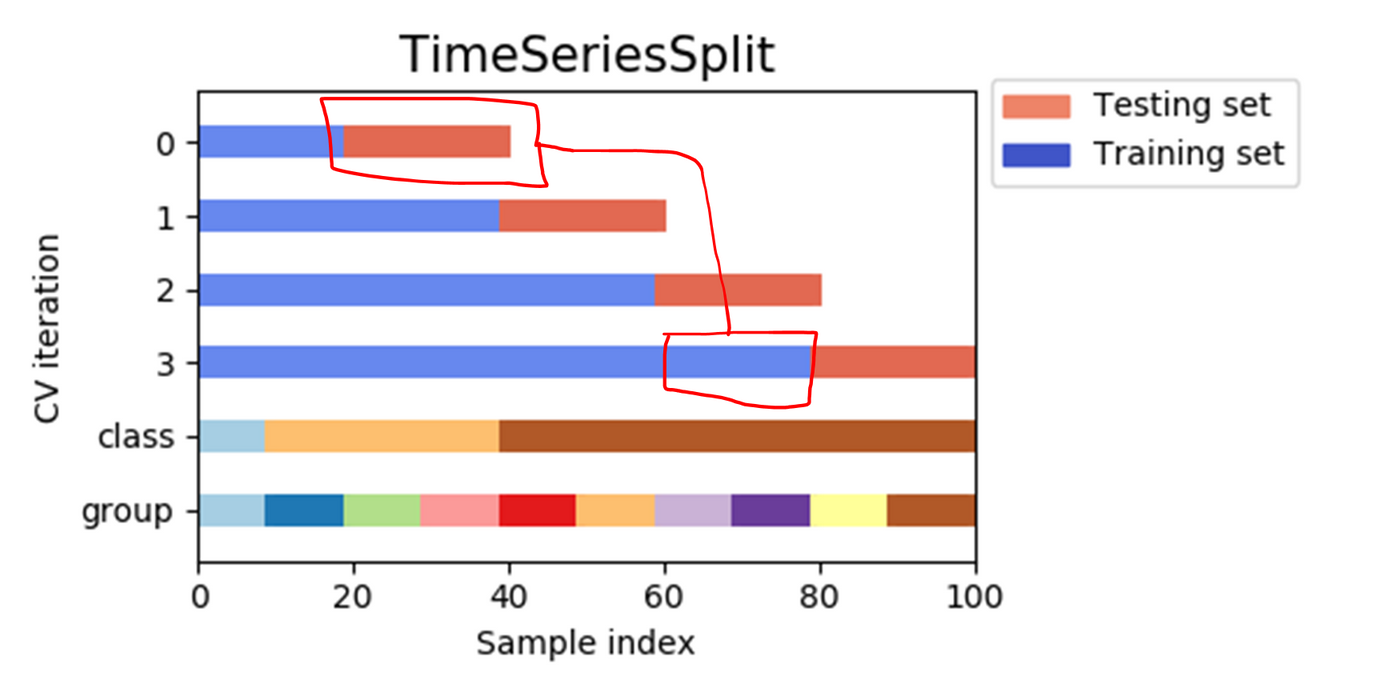 TimeSeriesSplit
Testing set
Training set
CV iteration
0
1
2
3
class
group
0 20 40 60 80 100
Sample index